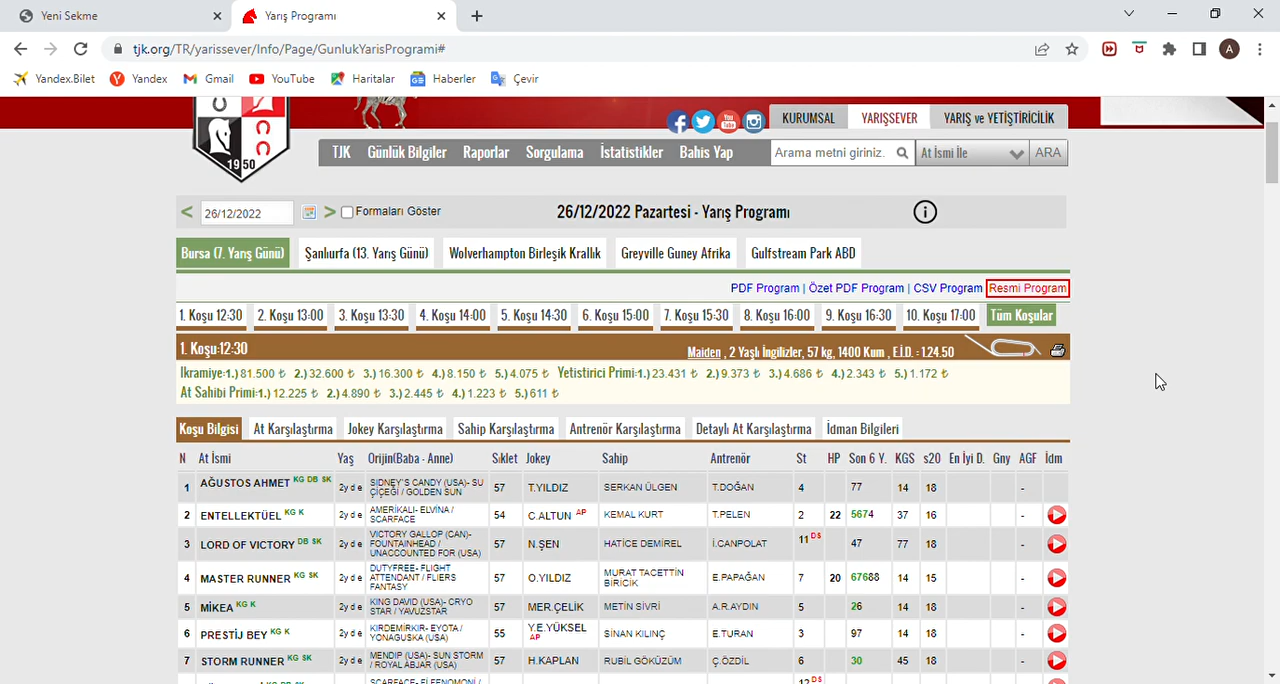 Yeni Sekme
Yarış Programı
tjk.org/TR/yarissever/Info/Page/GunlukYarisProgrami#
A
Yandex.Bilet Yandex Gmail YouTube Haritalar Haberler Çevir
C C
1950
You Tube
KURUMSAL YARIŞSEVER YARIŞ ve YETİŞTİRİCİLİK
TJK Günlük Bilgiler Raporlar Sorgulama İstatistikler Bahis Yap Arama metni giriniz. At İsmi İle ARA
< 26/12/2022 > Formaları Göster 26/12/2022 Pazartesi - Yarış Programı i
Bursa (7. Yarış Günü) Şanlıurfa (13. Yarış Günü) Wolverhampton Birleşik Krallık Greyville Guney Afrika Gulfstream Park ABD
PDF Program | Özet PDF Program | CSV Program Resmi Program
1. Koşu 12:30 2. Koşu 13:00 3. Koşu 13:30 4. Koşu 14:00 5. Koşu 14:30 6. Koşu 15:00 7. Koşu 15:30 8. Koşu 16:00 9. Koşu 16:30 10. Koşu 17:00 Tüm Koşular
1. Koşu:12:30 Maiden , 2 Yaşlı İngilizler, 57 kg, 1400 Kum , E.İ.D. : 1.24.50
Ikramiye:1.) 81.500 ₺ 2.) 32.600 ₺ 3.) 16.300 ₺ 4.) 8.150 ₺ 5.) 4.075 ₺ Yetistirici Primi:1.) 23.431 ₺ 2.) 9.373 ₺ 3.) 4.686 ₺ 4.) 2.343 ₺ 5.) 1.172 ₺
At Sahibi Primi:1.) 12.225 ₺ 2.) 4.890 ₺ 3.) 2.445 ₺ 4.) 1.223 ₺ 5.) 611 ₺
Koşu Bilgisi At Karşılaştırma Jokey Karşılaştırma Sahip Karşılaştırma Antrenör Karşılaştırma Detaylı At Karşılaştırma İdman Bilgileri
N At İsmi Yaş Orijin(Baba - Anne) Sıklet Jokey Sahip Antrenör St HP Son 6 Y. KGS s20 En İyi D. Gny AGF İdm
1 AĞUSTOS AHMET KG DB SK 2y d e SIDNEY'S CANDY (USA)- SU ÇİÇEĞİ / GOLDEN SUN 57 T.YILDIZ SERKAN ÜLGEN T.DOĞAN 4 77 14 18 -
2 ENTELLEKTÜEL KG K 2y d e AMERİKALI- ELVİNA / SCARFACE 54 C.ALTUN AP KEMAL KURT T.PELEN 2 22 5674 37 16 -
3 LORD OF VICTORY DB SK 2y d e VICTORY GALLOP (CAN)- FOUNTAINHEAD / UNACCOUNTED FOR (USA) 57 N.ŞEN HATİCE DEMİREL İ.CANPOLAT 11 DS 47 77 18 -
4 MASTER RUNNER KG SK 2y d e DUTYFREE- FLIGHT ATTENDANT / FLIERS FANTASY 57 O.YILDIZ MURAT TACETTİN BİRİCİK E.PAPAĞAN 7 20 67688 14 15 -
5 MİKEA KG K 2y d e KING DAVID (USA)- CRYO STAR / YAVUZSTAR 57 MER.ÇELİK METİN SİVRİ A.R.AYDIN 5 26 14 18 -
6 PRESTİJ BEY KG K 2y d e KIRDEMİRKIR- EYOTA / YONAGUSKA (USA) 55 Y.E.YÜKSEL AP SİNAN KILINÇ E.TURAN 3 97 14 18 -
7 STORM RUNNER KG SK 2y d e MENDIP (USA)- SUN STORM / ROYAL ABJAR (USA) 57 H.KAPLAN RUBİL GÖKÜZÜM Ç.ÖZDİL 6 30 45 18 -
12 DS